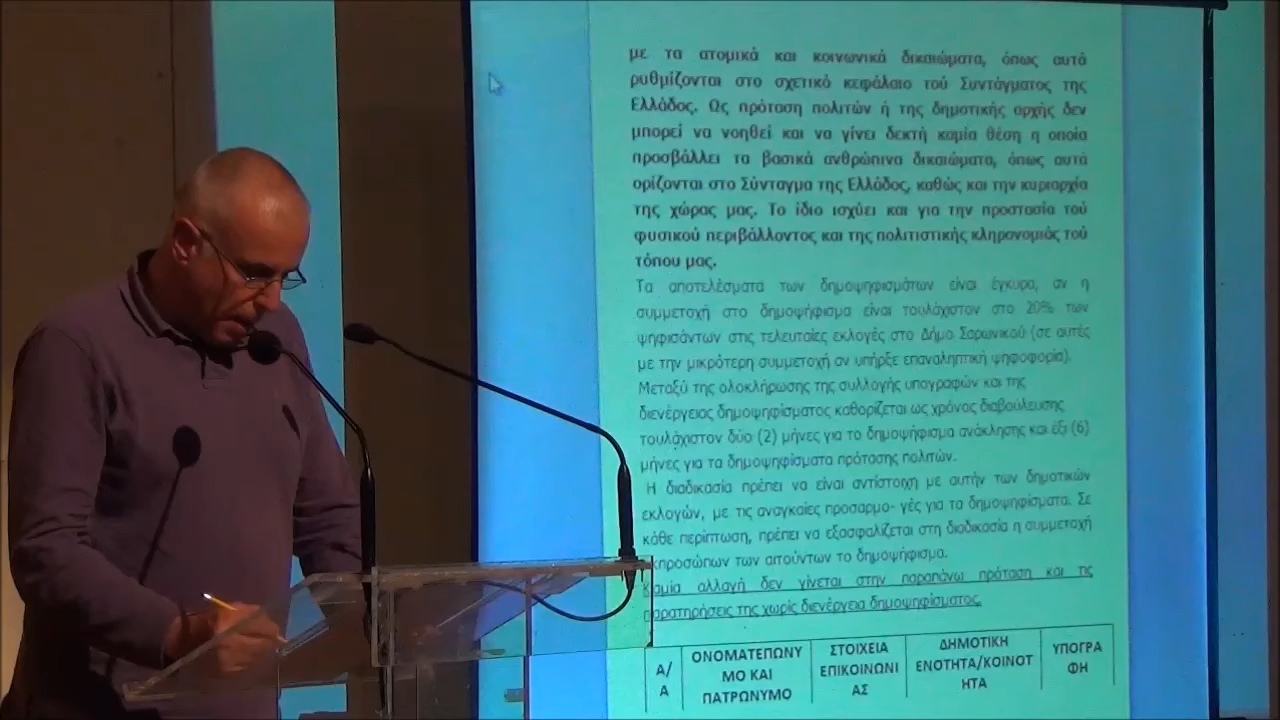 με τα ατομικά και κοινωνικά δικαιώματα, όπως αυτά
ρυθμίζονται στο σχετικό κεφάλαιο τού Συντάγματος της
Ελλάδος. Ως πρόταση πολιτών ή της δημοτικής αρχής δεν
μπορεί να νοηθεί και να γίνει δεκτή καμία θέση η οποία
προσβάλλει τα βασικά ανθρώπινα δικαιώματα, όπως αυτά
ορίζονται στο Σύνταγμα της Ελλάδος, καθώς και την κυριαρχία
της χώρας μας. Το ίδιο ισχύει και για την προστασία τού
φυσικού περιβάλλοντος και της πολιτιστικής κληρονομιάς τού
τόπου μας.
Τα αποτελέσματα των δημοψηφισμάτων είναι έγκυρα, αν η
συμμετοχή στο δημοψήφισμα είναι τουλάχιστον στο 20% των
ψηφισάντων στις τελευταίες εκλογές στο Δήμο Σαρωνικού (σε αυτές
με την μικρότερη συμμετοχή αν υπήρξε επαναληπτική ψηφοφορία).
Μεταξύ της ολοκλήρωσης της συλλογής υπογραφών και της
διενέργειας δημοψηφίσματος καθορίζεται ως χρόνος διαβούλευσης
τουλάχιστον δύο (2) μήνες για το δημοψήφισμα ανάκλησης και έξι (6)
μήνες για τα δημοψηφίσματα πρότασης πολιτών.
Η διαδικασία πρέπει να είναι αντίστοιχη με αυτήν των δημοτικών
εκλογών, με τις αναγκαίες προσαρμο- γές για τα δημοψηφίσματα. Σε
κάθε περίπτωση, πρέπει να εξασφαλίζεται στη διαδικασία η συμμετοχή
κπροσώπων των αιτούντων το δημοψήφισμα.
Καμία αλλαγή δεν γίνεται στην παραπάνω πρόταση και τις
παρατηρήσεις της χωρίς διενέργεια δημοψηφίσματος.
Α/Α ΟΝΟΜΑΤΕΠΩΝΥΜΟ ΚΑΙ ΠΑΤΡΩΝΥΜΟ ΣΤΟΙΧΕΙΑ ΕΠΙΚΟΙΝΩΝΙΑΣ ΔΗΜΟΤΙΚΗ ΕΝΟΤΗΤΑ/ΚΟΙΝΟΤΗΤΑ ΥΠΟΓΡΑΦΗ